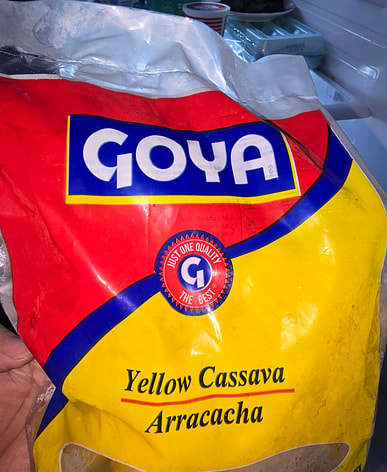 GOYA
JUST ONE QUALITY
G
THE BEST
Yellow Cassava
Arracacha